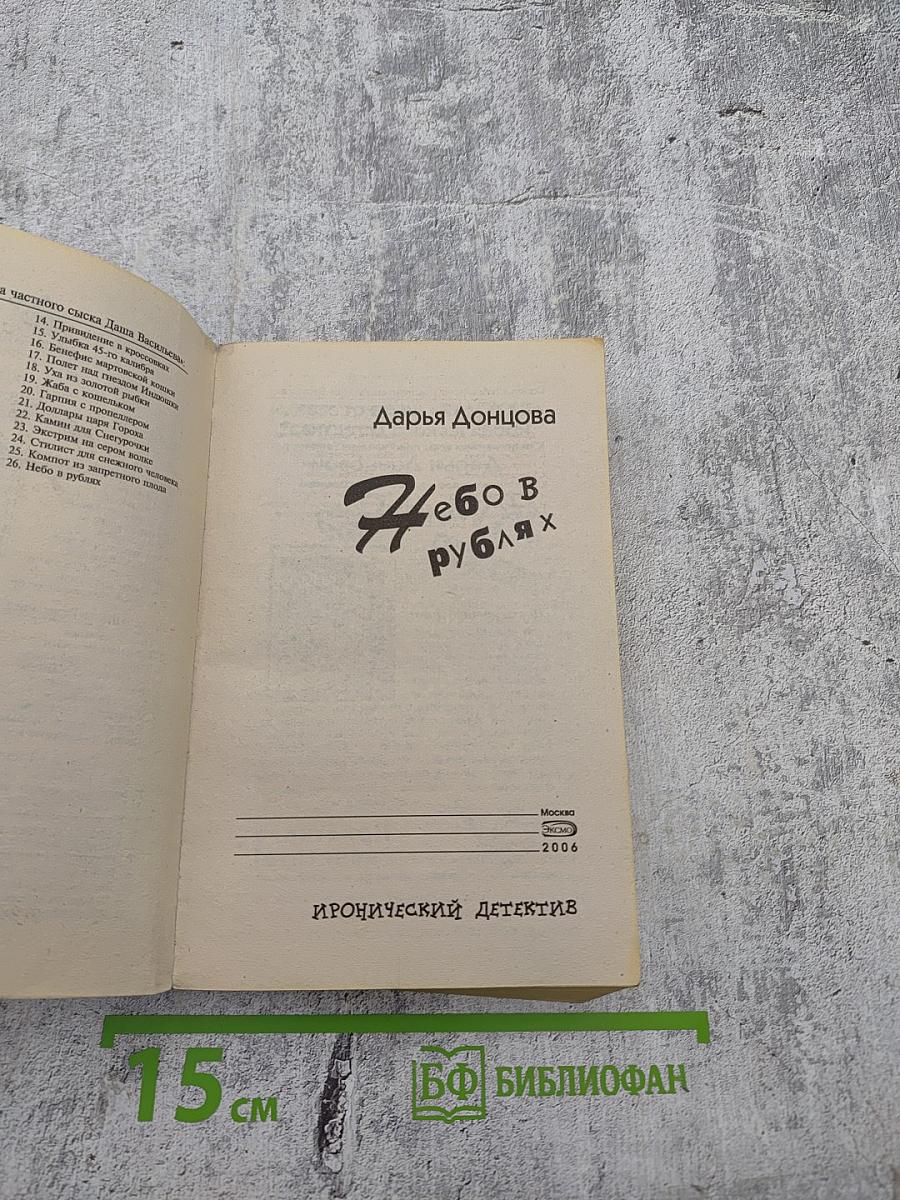 а частного сыска Даша Васильева»:
14. Привидение в кроссовках
15. Улыбка 45-го калибра
16. Бенефис мартовской кошки
17. Полет над гнездом Индюшки
18. Уха из золотой рыбки
19. Жаба с кошельком
20. Гарпия с пропеллером
21. Доллары царя Гороха
22. Камин для Снегурочки
23. Экстрим на сером волке
24. Стилист для снежного человека
25. Компот из запретного плода
26. Небо в рублях
Дарья Донцова
Небо в
рублях
Москва
ЭКСМО
2006
ИРОНИЧЕСКИЙ ДЕТЕКТИВ
15 см
БФ БИБЛИОФАН